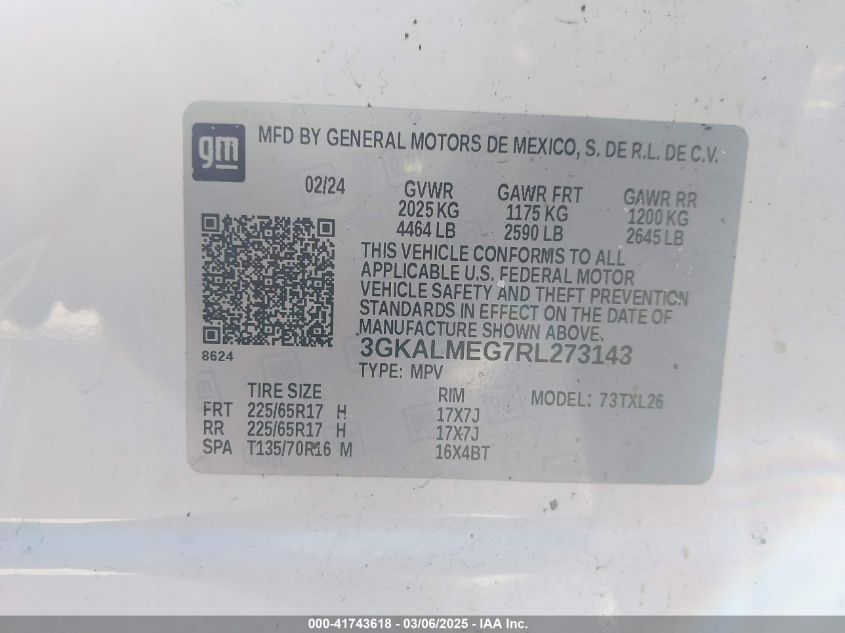 gm
MFD BY GENERAL MOTORS DE MEXICO, S. DE R.L. DE C.V.
02/24 GVWR GAWR FRT GAWR RR
2025 KG 1175 KG 1200 KG
4464 LB 2590 LB 2645 LB
THIS VEHICLE CONFORMS TO ALL
APPLICABLE U.S. FEDERAL MOTOR
VEHICLE SAFETY AND THEFT PREVENTION
STANDARDS IN EFFECT ON THE DATE OF
MANUFACTURE SHOWN ABOVE.
8624 3GKALMEG7RL273143
TYPE: MPV
TIRE SIZE RIM MODEL: 73TXL26
FRT 225/65R17 H 17X7J
RR 225/65R17 H 17X7J
SPA T135/70R16 M 16X4BT
000-41743618 - 03/06/2025 - IAA Inc.